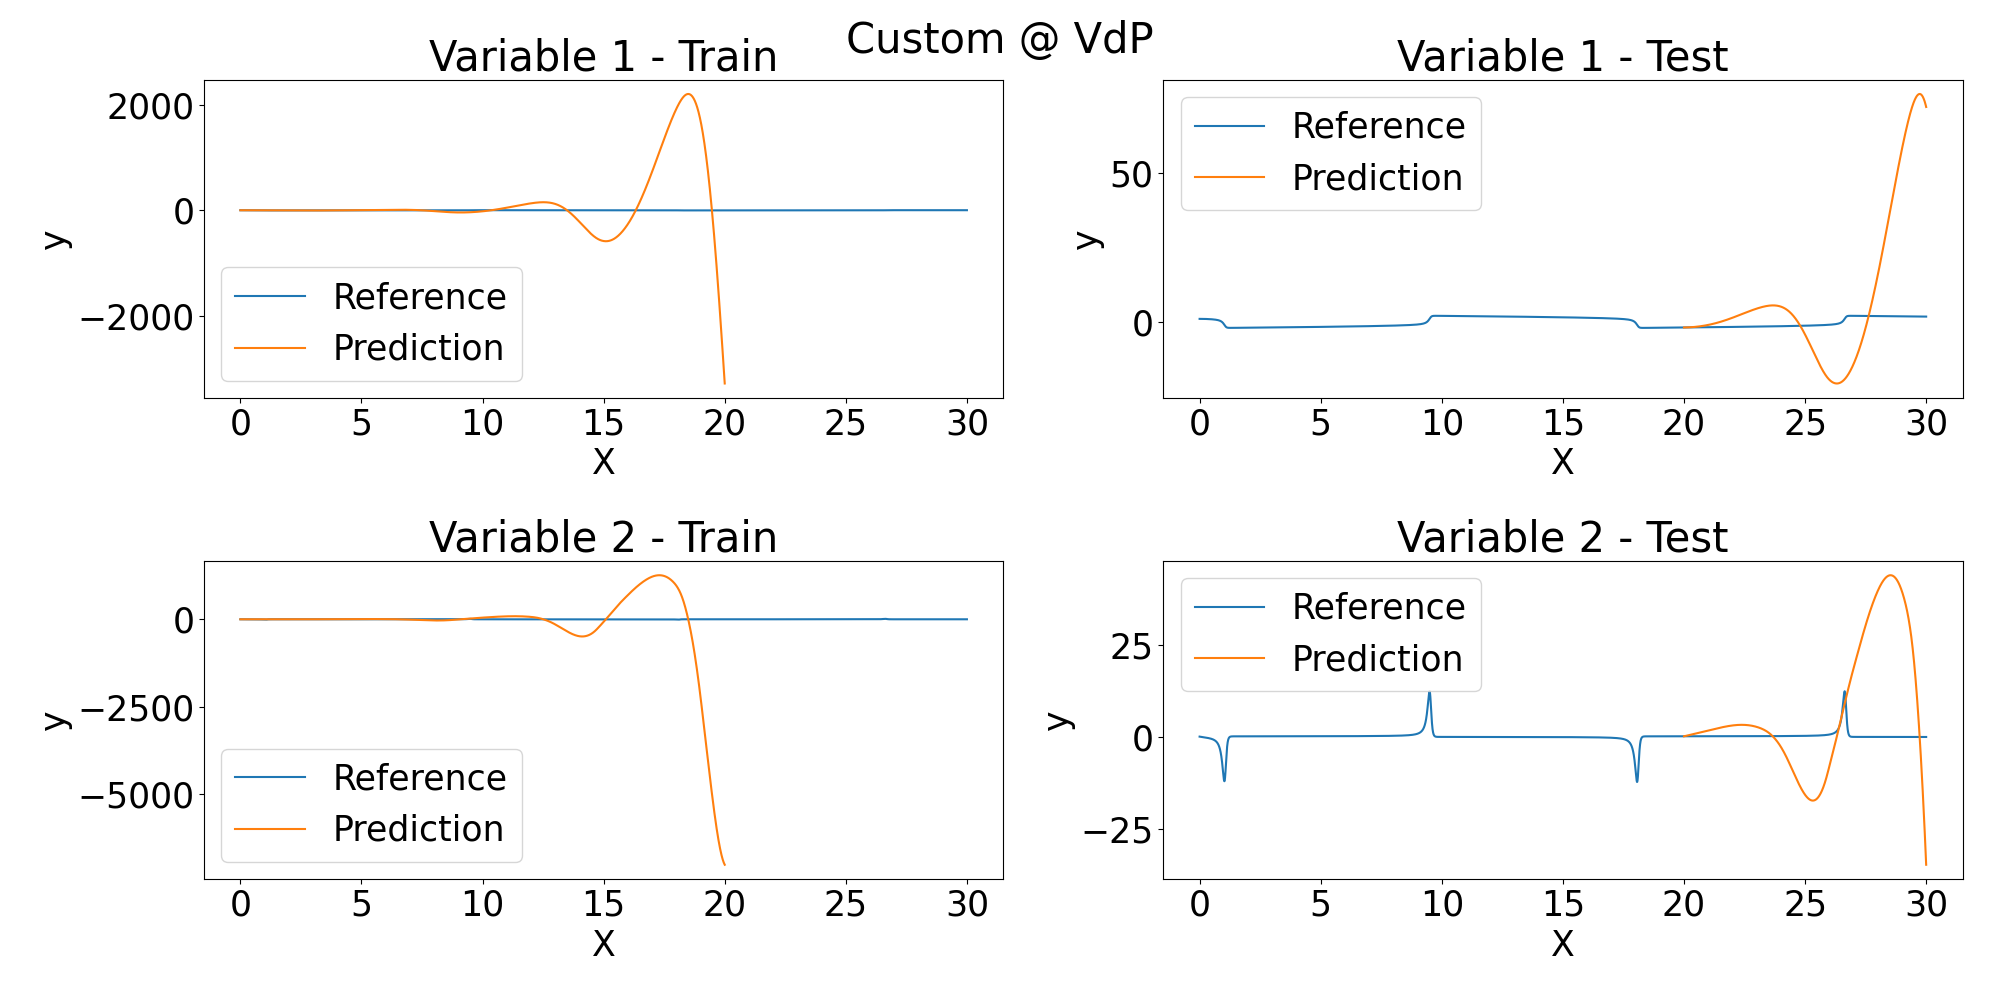 Custom @ VdP
Variable 1 - Train
2000
0
−2000
y
Reference
Prediction
0 5 10 15 20 25 30
X
Variable 1 - Test
50
0
y
Reference
Prediction
0 5 10 15 20 25 30
X
Variable 2 - Train
0
−2500
−5000
y
Reference
Prediction
0 5 10 15 20 25 30
X
Variable 2 - Test
25
0
−25
y
Reference
Prediction
0 5 10 15 20 25 30
X